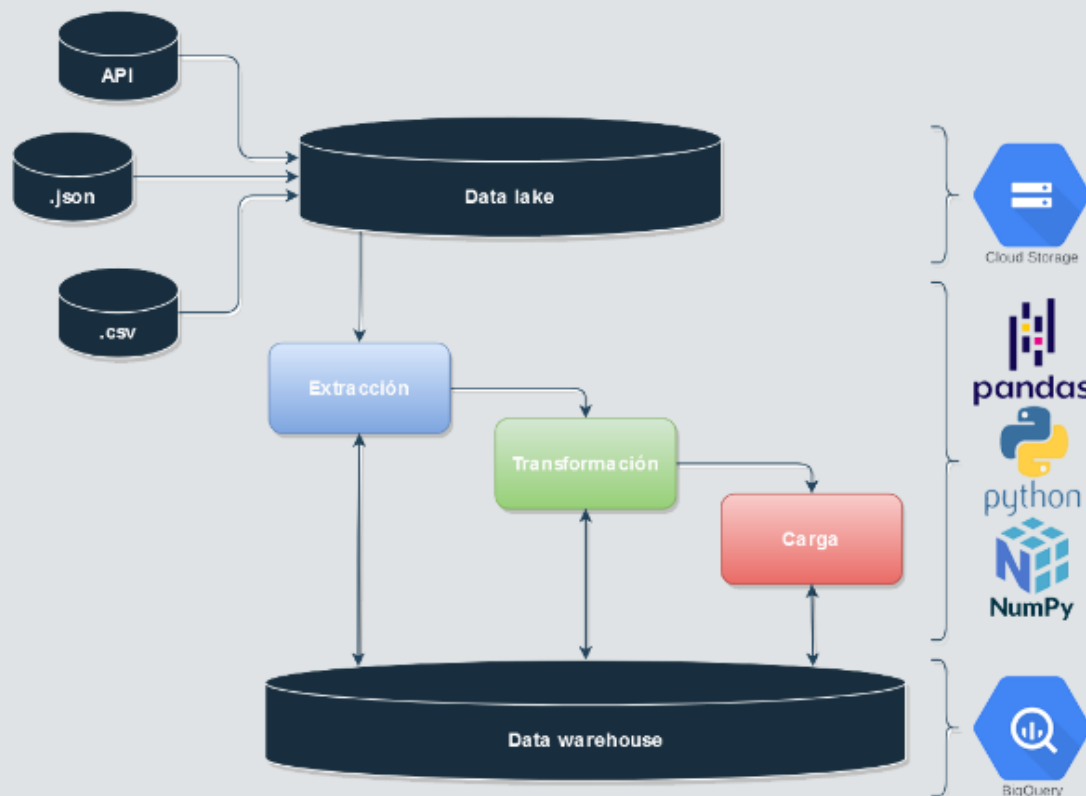 API
.json
.csv
Data lake
Cloud Storage
Extracción
Transformación
Carga
pandas
python
NumPy
Data warehouse
BigQuery